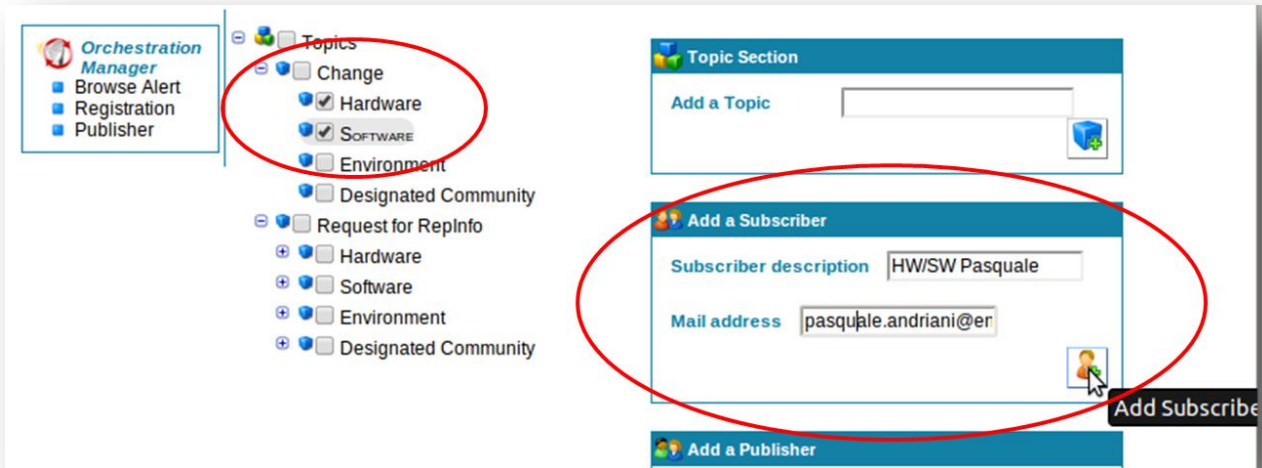 Orchestration
Manager
Browse Alert
Registration
Publisher
Topics
Change
Hardware
SOFTWARE
Environment
Designated Community
Request for RepInfo
Hardware
Software
Environment
Designated Community
Topic Section
Add a Topic
Add a Subscriber
Subscriber description HW/SW Pasquale
Mail address pasquale.andriani@en
Add Subscribe
Add a Publisher